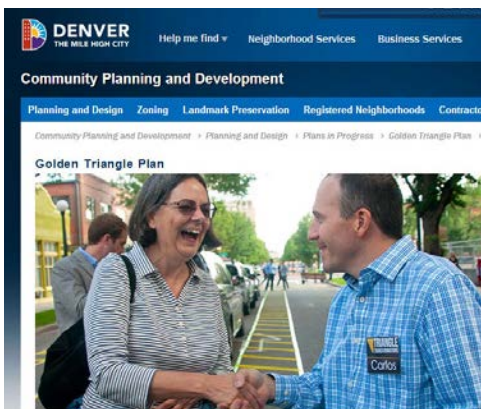 DENVER
THE MILE HIGH CITY
Help me find Neighborhood Services Business Services
Community Planning and Development
Planning and Design Zoning Landmark Preservation Registered Neighborhoods
Community Planning and Development › Planning and Design › Plans in Progress › Golden Triangle Plan ›
Golden Triangle Plan
TRIANGLE
Carlos